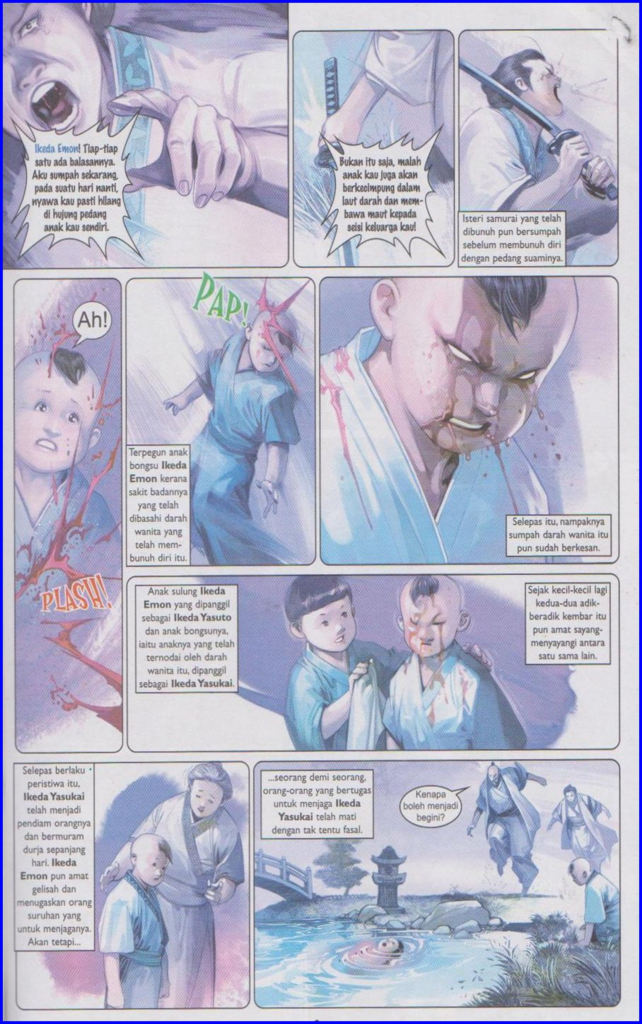 Ikeda Emon! Tiap-tiap
satu ada balasannya.
Aku sumpah sekarang,
pada suatu hari nanti,
nyawa kau pasti hilang
di hujung pedang
anak kau sendiri.
Bukan itu saja, malah
anak kau juga akan
berkecimpung dalam
laut darah dan mem-
bawa maut kepada
seisi keluarga kau!
Isteri samurai yang telah
dibunuh pun bersumpah
sebelum membunuh diri
dengan pedang suaminya.
Ah!
PLASH!
PAP!
Terpegun anak
bongsu Ikeda
Emon kerana
sakit badannya
yang telah
dibasahi darah
wanita yang
telah mem-
bunuh diri itu.
Selepas itu, nampaknya
sumpah darah wanita itu
pun sudah berkesan.
Anak sulung Ikeda
Emon yang dipanggil
sebagai Ikeda Yasuto
dan anak bongsunya,
iaitu anaknya yang telah
ternodai oleh darah
wanita itu, dipanggil
sebagai Ikeda Yasukai.
Sejak kecil-kecil lagi
kedua-dua adik-
beradik kembar itu
pun amat sayang-
menyayangi antara
satu sama lain.
Selepas berlaku
peristiwa itu,
Ikeda Yasukai
telah menjadi
pendiam orangnya
dan bermuram
durja sepanjang
hari. Ikeda
Emon pun amat
gelisah dan
menugaskan orang
suruhan yang
untuk menjaganya.
Akan tetapi...
...seorang demi seorang,
orang-orang yang bertugas
untuk menjaga Ikeda
Yasukai telah mati
dengan tak tentu fasal.
Kenapa
boleh menjadi
begini?